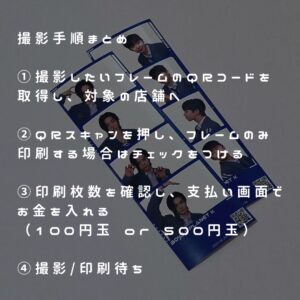 撮影手順まとめ
①撮影したいフレームのQRコードを
取得し、対象の店舗へ
②QRスキャンを押し、フレームのみ
印刷する場合はチェックをつける
③印刷枚数を確認し、支払い画面で
お金を入れる
（100円玉 or 500円玉）
④撮影/印刷待ち